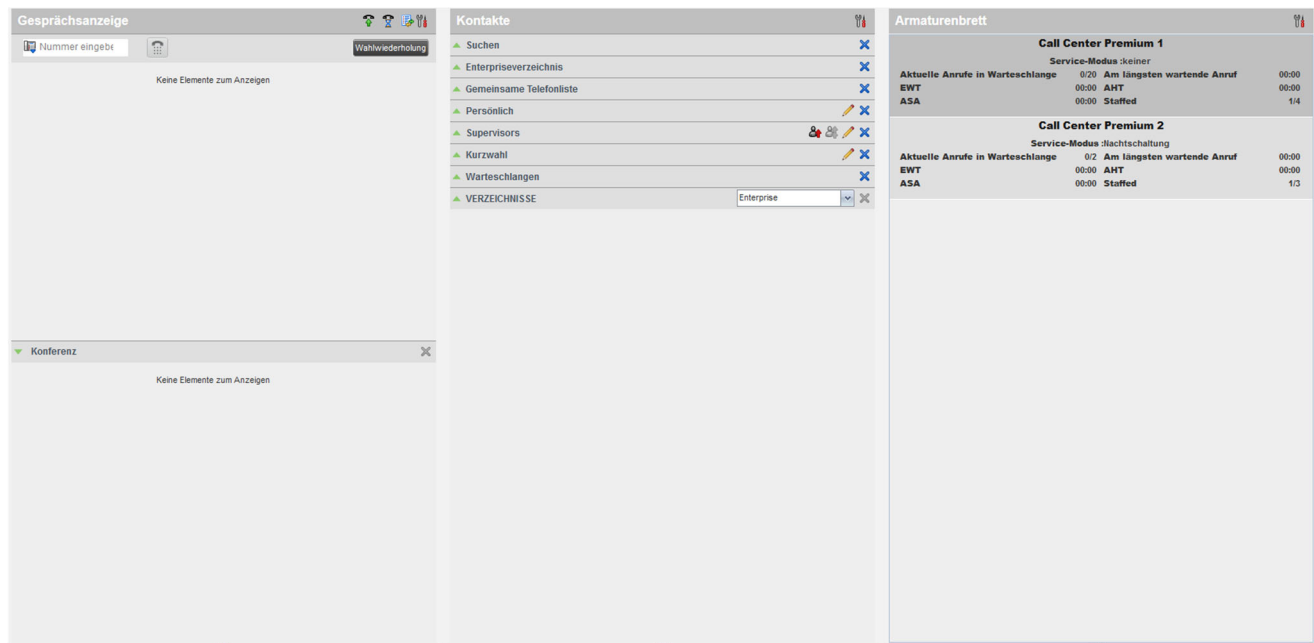 Gesprächsanzeige
Nummer eingebe
Wahlwiederholung
Keine Elemente zum Anzeigen
Konferenz
Keine Elemente zum Anzeigen
Kontakte
Suchen
Enterpriseverzeichnis
Gemeinsame Telefonliste
Persönlich
Supervisors
Kurzwahl
Warteschlangen
VERZEICHNISSE Enterprise
Armaturenbrett
Call Center Premium 1
Service-Modus :keiner
Aktuelle Anrufe in Warteschlange 0/20 Am längsten wartende Anruf 00:00
EWT 00:00 AHT 00:00
ASA 00:00 Staffed 1/4
Call Center Premium 2
Service-Modus :Nachtschaltung
Aktuelle Anrufe in Warteschlange 0/2 Am längsten wartende Anruf 00:00
EWT 00:00 AHT 00:00
ASA 00:00 Staffed 1/3